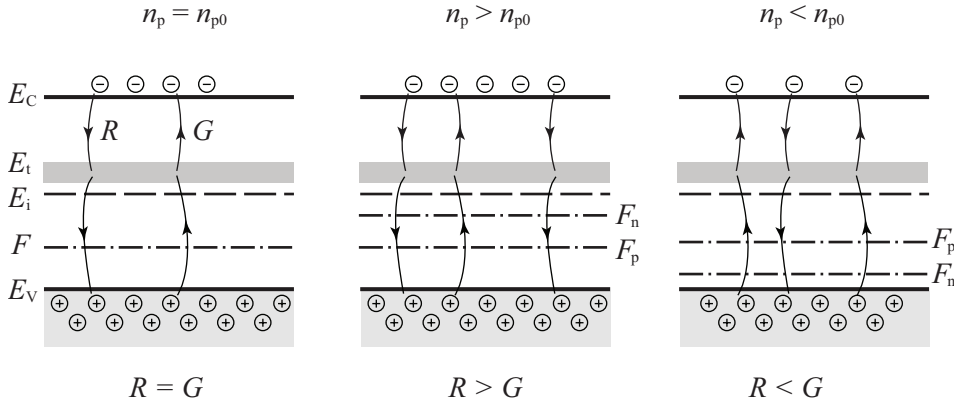 n_p = n_p0
n_p > n_p0
n_p < n_p0
E_C
R
G
E_t
E_i
F
E_V
F_n
F_p
F_p
F_n
R = G
R > G
R < G